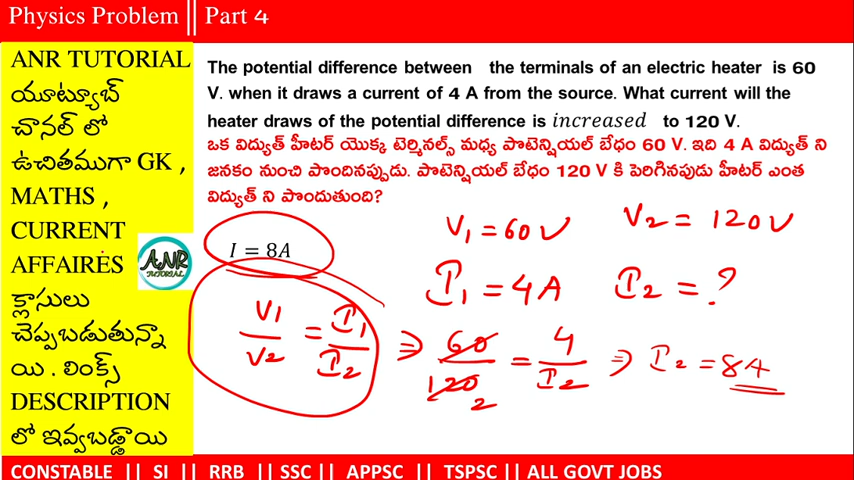 Physics Problem || Part 4
ANR TUTORIAL
యూట్యూబ్
చానల్ లో
ఉచితముగా GK ,
MATHS ,
CURRENT
AFFAIRES
క్లాసులు
చెప్పబడుతున్నా
యి . లింక్స్
DESCRIPTION
లో ఇవ్వబడ్డాయి
The potential difference between the terminals of an electric heater is 60
V. when it draws a current of 4 A from the source. What current will the
heater draws of the potential difference is increased to 120 V.
ఒక విద్యుత్ హీటర్ యొక్క టెర్మినల్స్ మధ్య పొటెన్షియల్ బేధం 60 V. ఇది 4 A విద్యుత్ ని
జనకం నుంచి పొందినప్పుడు. పొటెన్షియల్ బేధం 120 V కి పెరిగినపుడు హీటర్ ఎంత
విద్యుత్ ని పొందుతుంది?
V₁ = 60V V₂ = 120V
I = 8A
ANR
TUTORIAL
I₁ = 4A I₂ = ?
V₁/V₂ = I₁/I₂ ⇒ 60/120 2 = 4/I₂ ⇒ I₂ = 8A
CONSTABLE || SI || RRB || SSC || APPSC || TSPSC || ALL GOVT JOBS